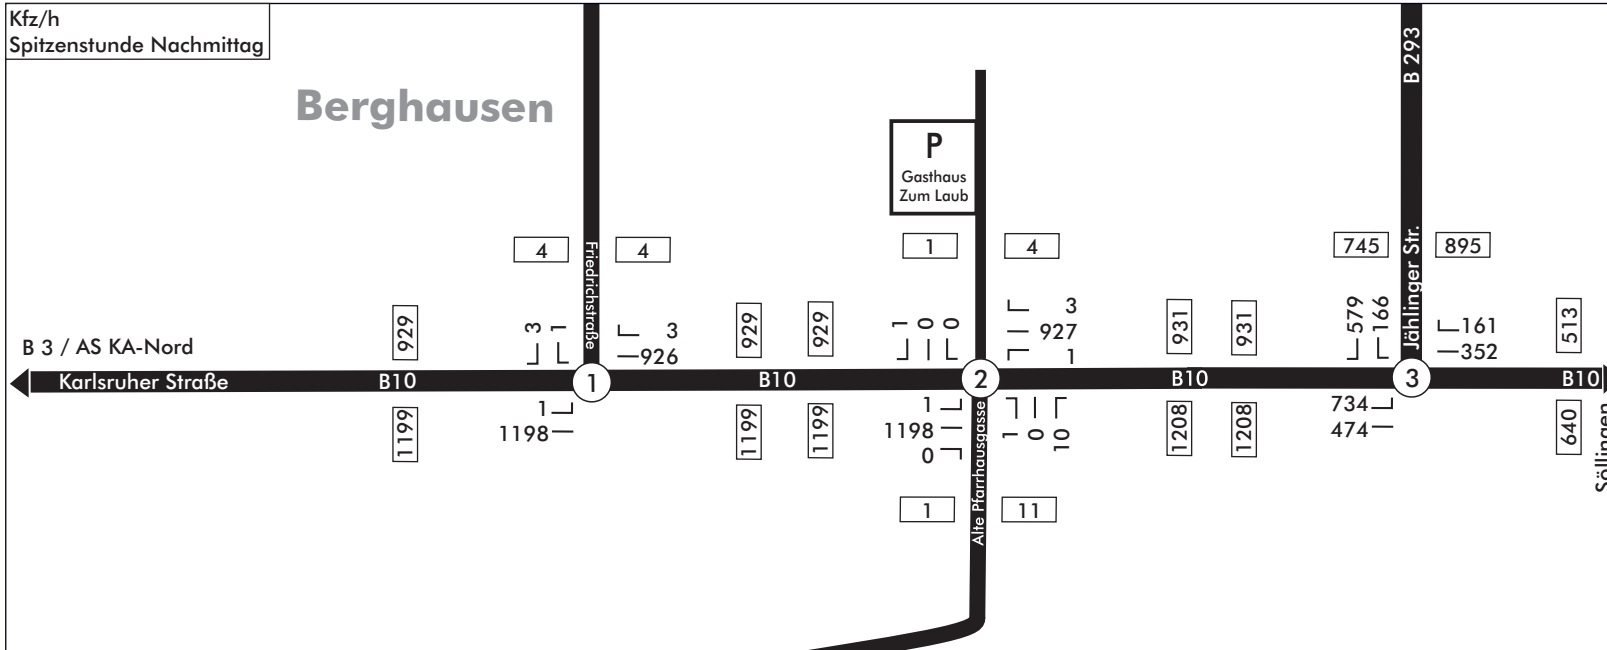 Kfz/h
Spitzenstunde Nachmittag
Berghausen
B 293
P
Gasthaus
Zum Laub
4
4
1
4
745
895
Friedrichstraße
Jählinger Str.
929
3
1
3
926
929
929
1
0
0
3
927
1
931
931
579
166
161
352
513
B 3 / AS KA-Nord
Karlsruher Straße
B10
1
B10
2
B10
3
B10
1199
1
1198
1199
1199
1
1198
0
Alte Pfarrhausgasse
1
0
10
1208
1208
734
474
640
Söllingen
1
11